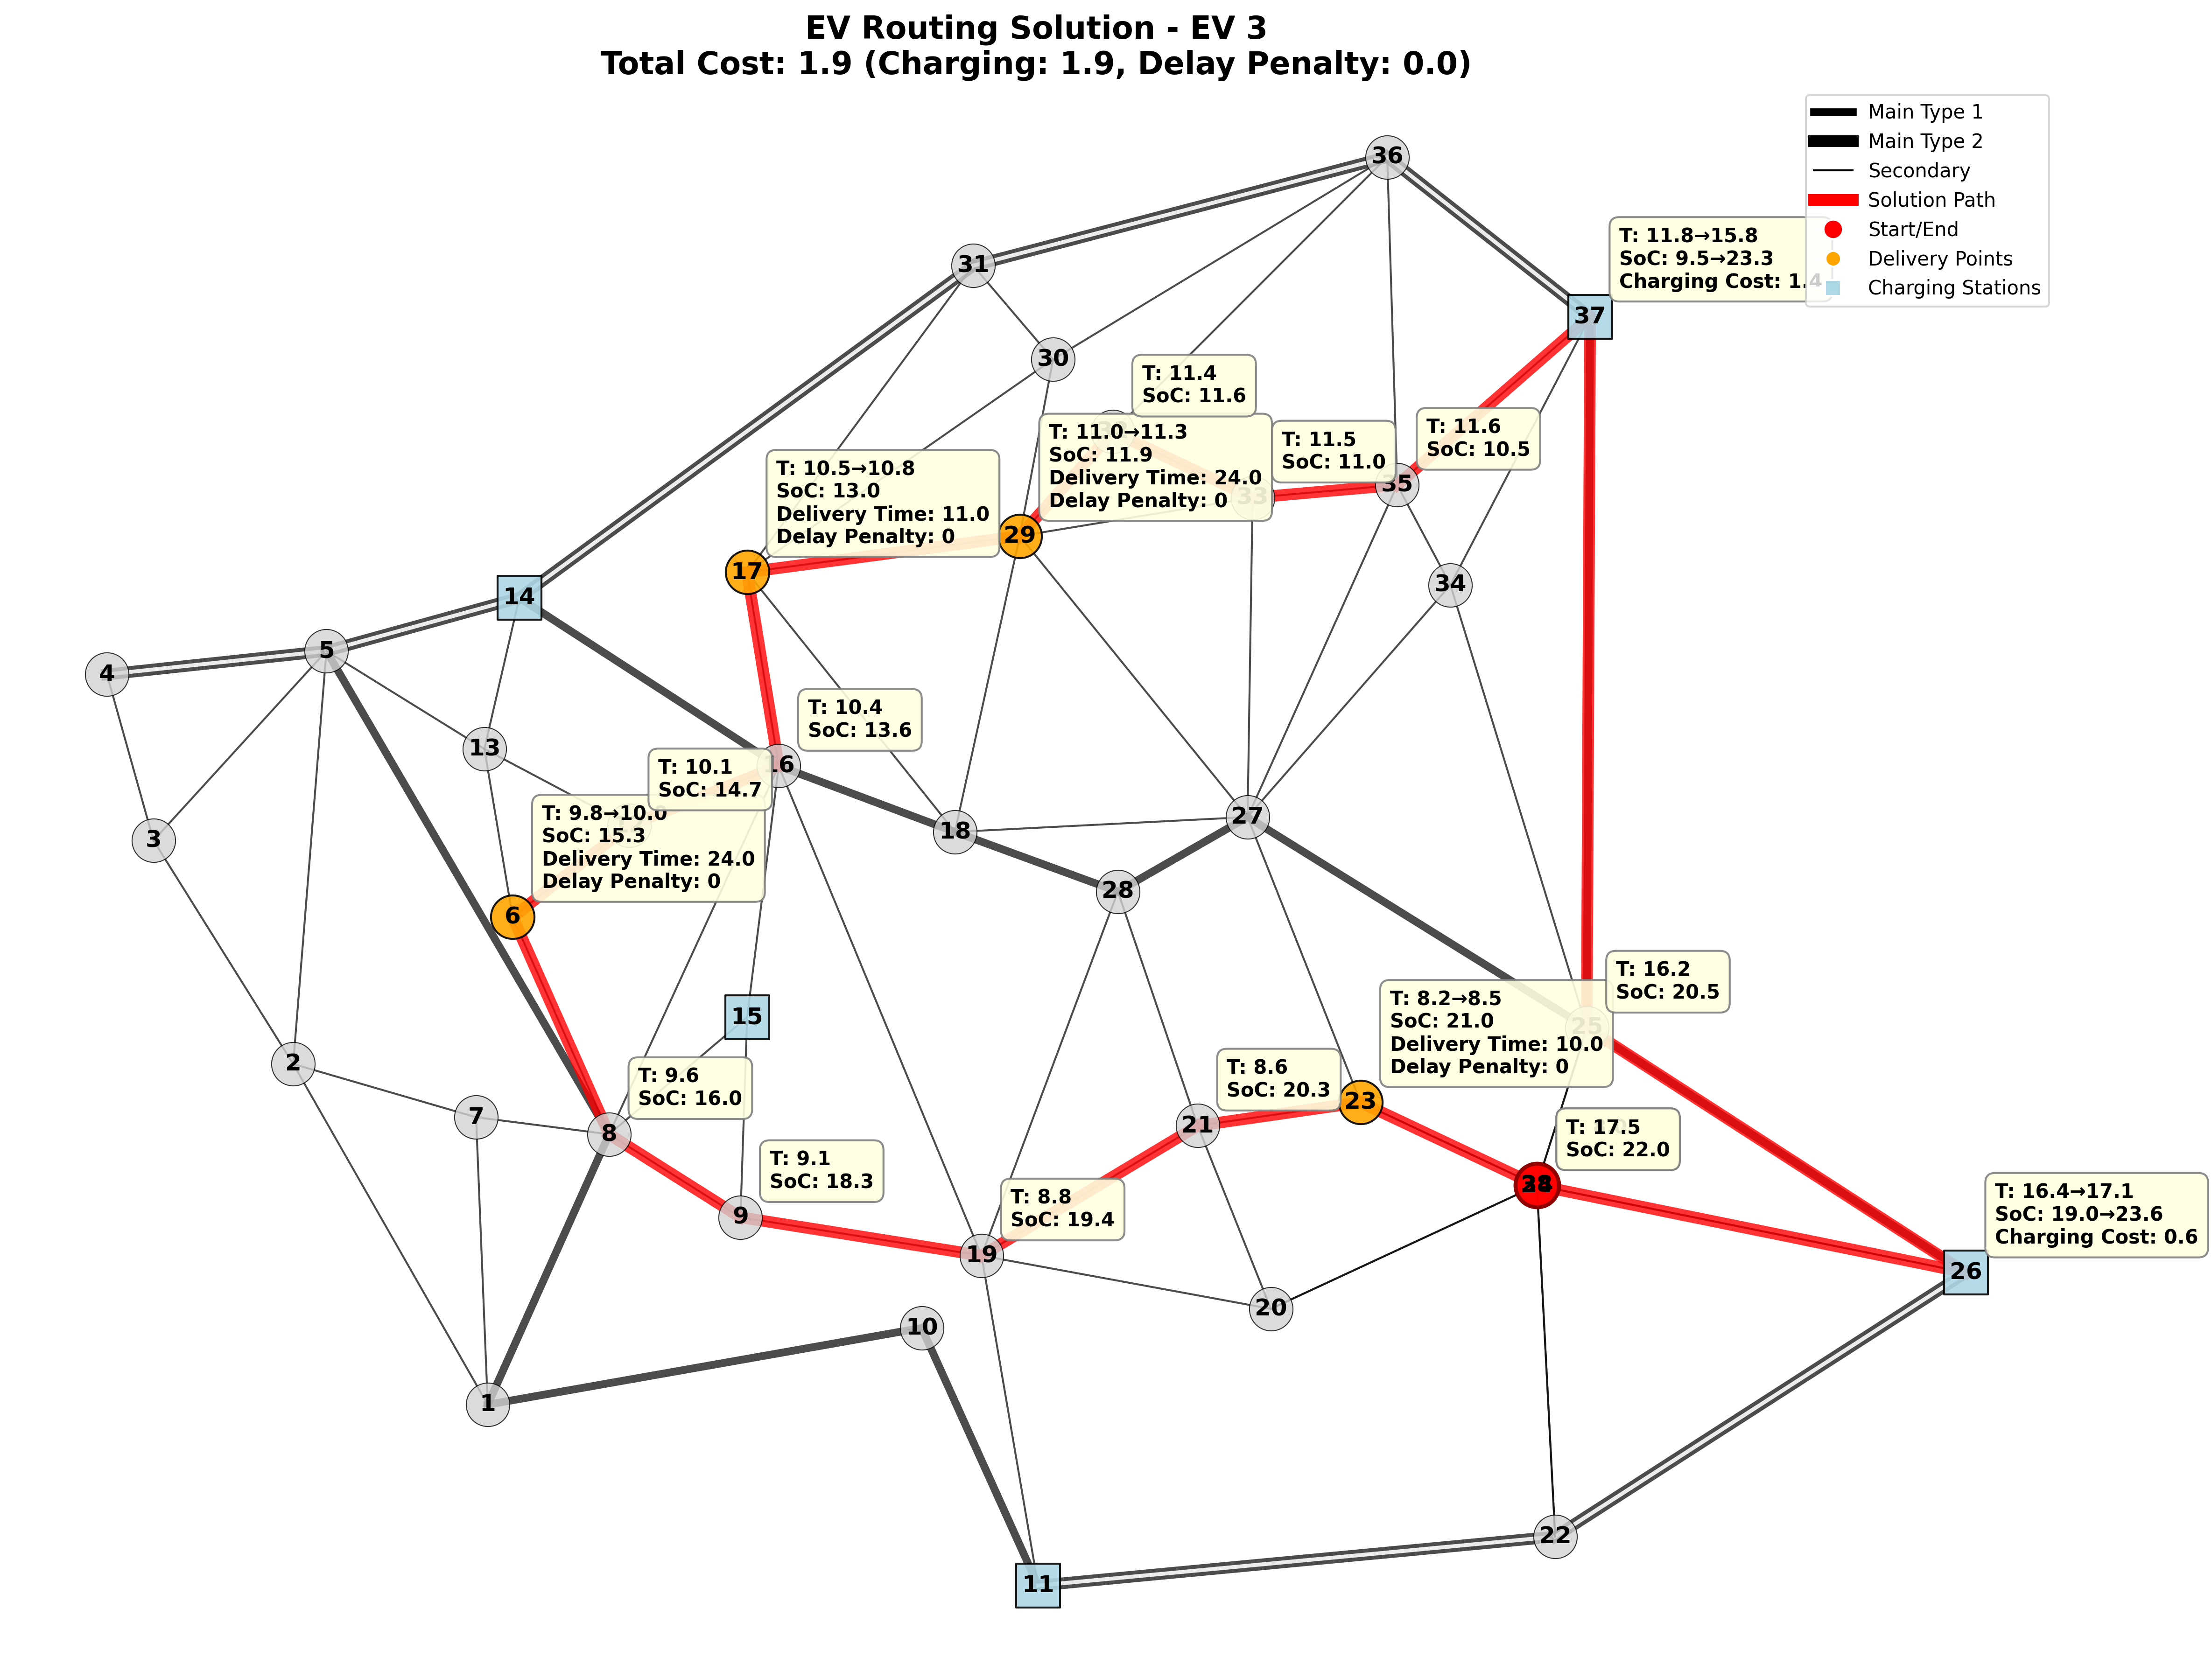 EV Routing Solution - EV 3
Total Cost: 1.9 (Charging: 1.9, Delay Penalty: 0.0)
Main Type 1
Main Type 2
Secondary
Solution Path
Start/End
Delivery Points
Charging Stations
36
T: 11.8→15.8
SoC: 9.5→23.3
Charging Cost: 1.4
31
37
30
T: 11.4
SoC: 11.6
T: 11.0→11.3
SoC: 11.9
Delivery Time: 24.0
Delay Penalty: 0
T: 11.5
SoC: 11.0
T: 11.6
SoC: 10.5
T: 10.5→10.8
SoC: 13.0
Delivery Time: 11.0
Delay Penalty: 0
33
35
29
17
34
14
5
4
T: 10.4
SoC: 13.6
13
16
T: 10.1
SoC: 14.7
T: 9.8→10.0
SoC: 15.3
Delivery Time: 24.0
Delay Penalty: 0
3
18
27
28
6
T: 16.2
SoC: 20.5
T: 8.2→8.5
SoC: 21.0
Delivery Time: 10.0
Delay Penalty: 0
25
15
2
T: 9.6
SoC: 16.0
T: 8.6
SoC: 20.3
23
7
8
21
T: 17.5
SoC: 22.0
T: 9.1
SoC: 18.3
T: 8.8
SoC: 19.4
T: 16.4→17.1
SoC: 19.0→23.6
Charging Cost: 0.6
9
19
26
20
10
1
22
11